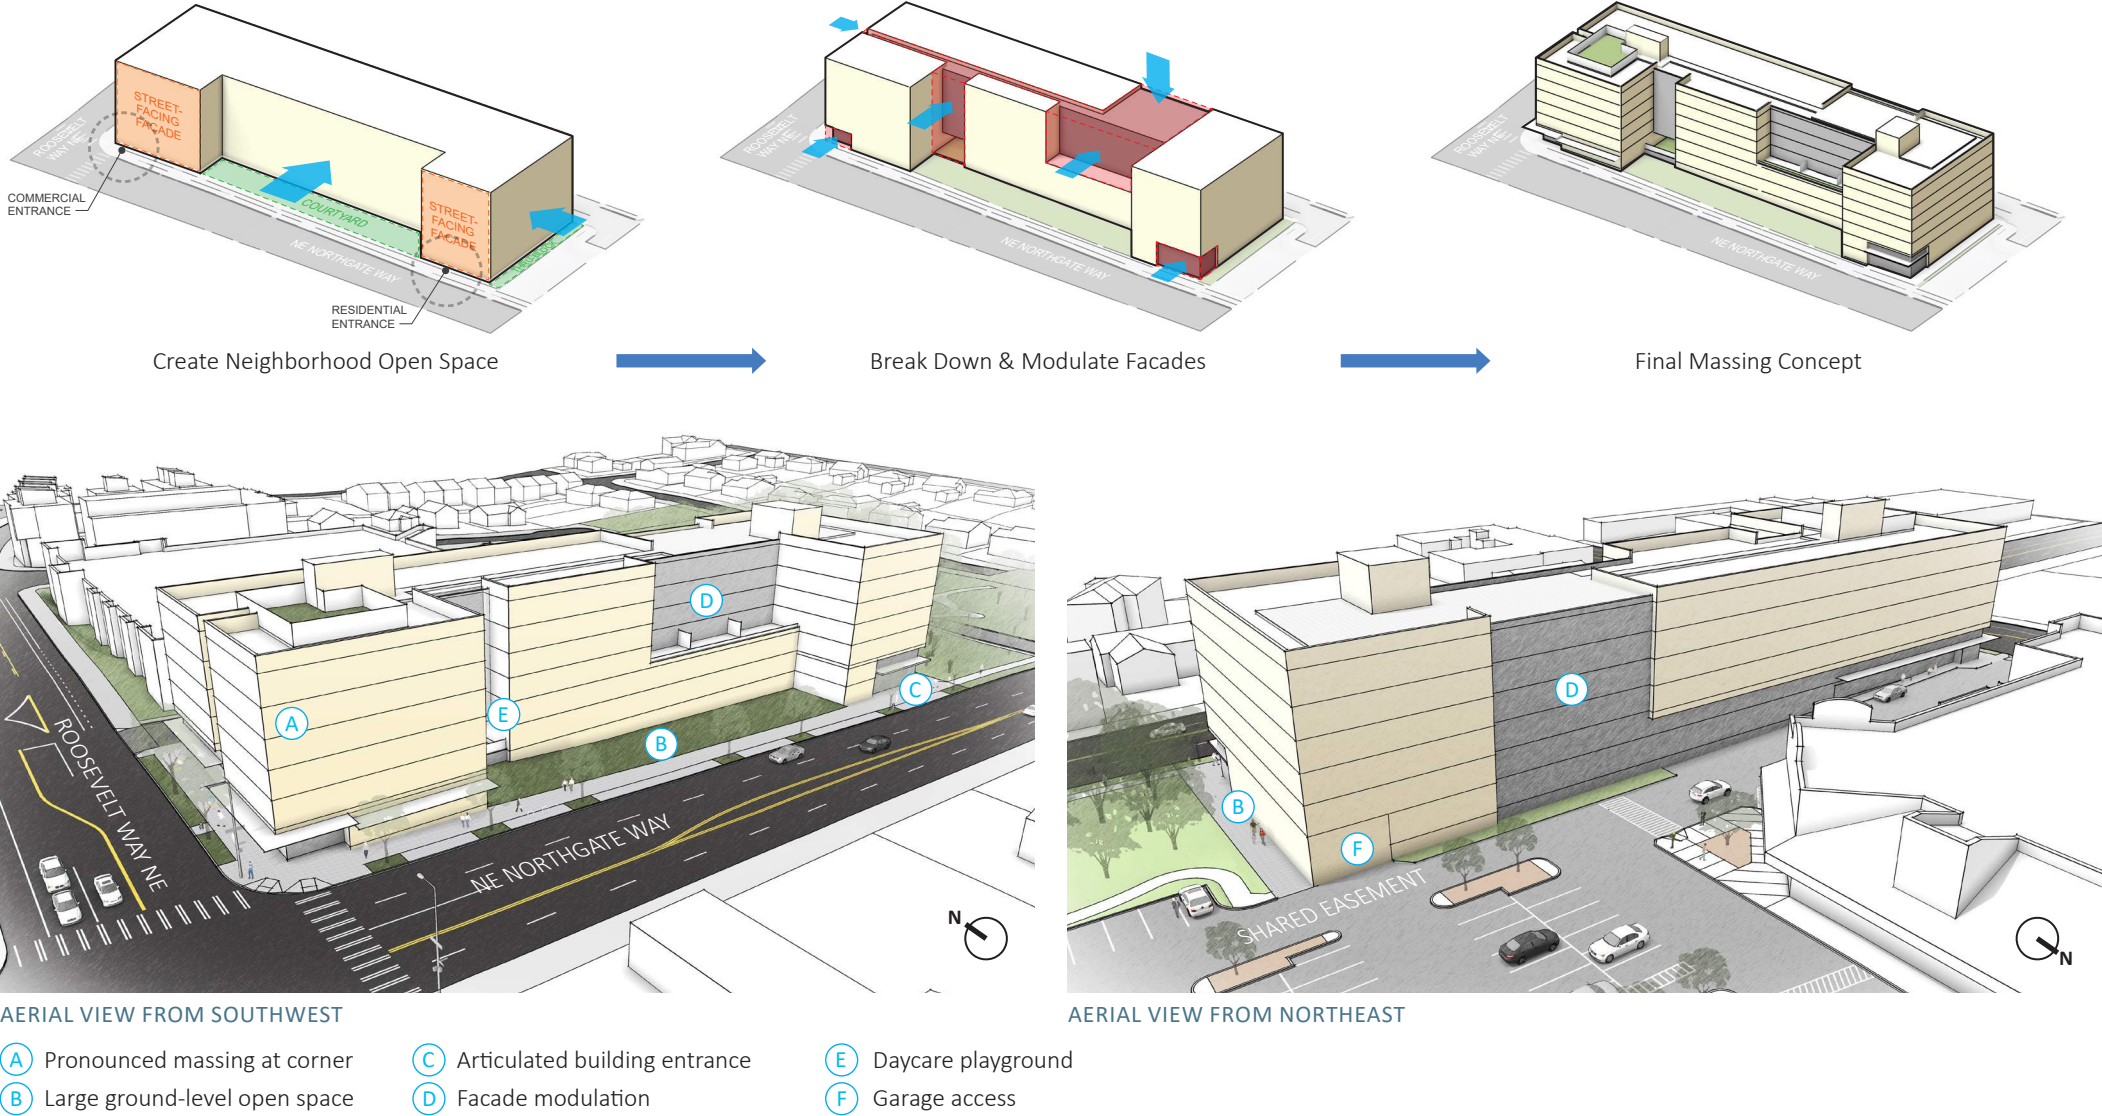 STREET-
FACING
FACADE
ROOSEVELT
WAY NE
COMMERCIAL
ENTRANCE
COURTYARD
STREET-
FACING
FACADE
NE NORTHGATE WAY
RESIDENTIAL
ENTRANCE
ROOSEVELT
WAY NE
NE NORTHGATE WAY
ROOSEVELT
WAY NE
NE NORTHGATE WAY
Create Neighborhood Open Space
Break Down & Modulate Facades
Final Massing Concept
A
B
C
D
E
ROOSEVELT WAY NE
NE NORTHGATE WAY
N
B
D
F
SHARED EASEMENT
N
AERIAL VIEW FROM SOUTHWEST
AERIAL VIEW FROM NORTHEAST
A Pronounced massing at corner
B Large ground-level open space
C Articulated building entrance
D Facade modulation
E Daycare playground
F Garage access